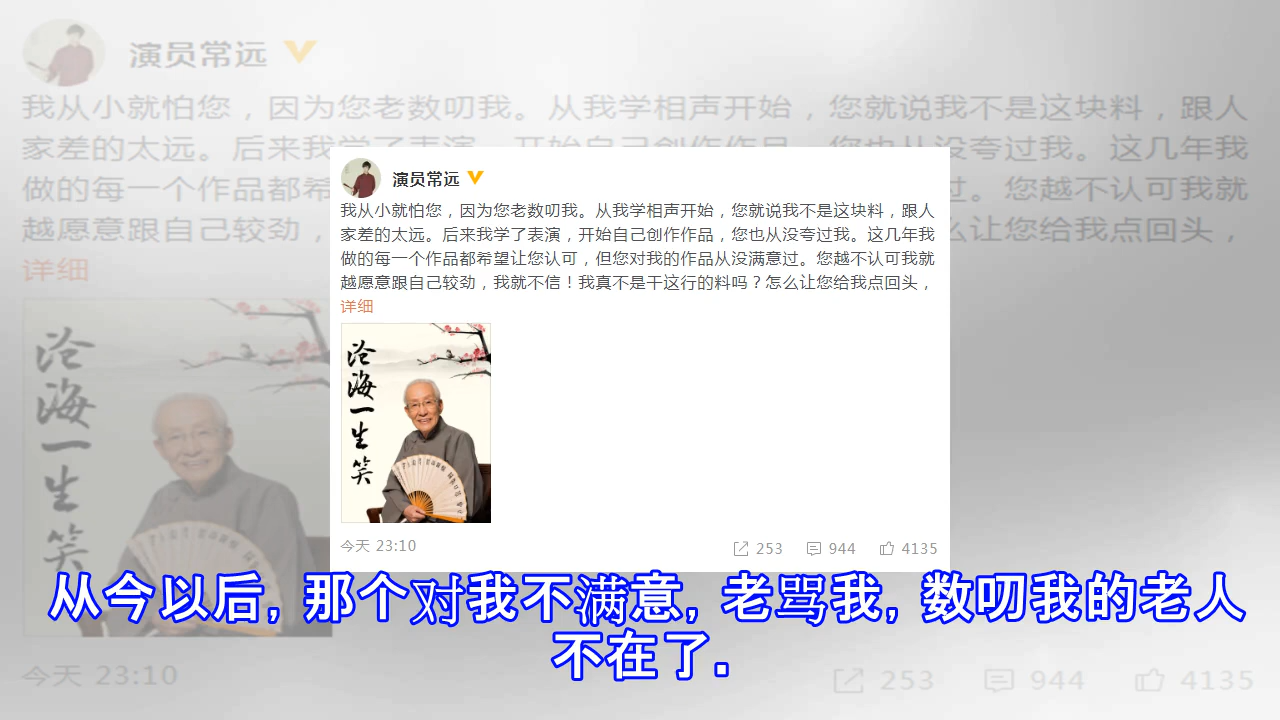 演员常远
我从小就怕您，因为您老数叨我。从我学相声开始，您就说我不是这块料，跟人
家差的太远。后来我学了表演，开始自己创作作品，您也从没夸过我。这几年我
做的每一个作品都希望让您认可，但您对我的作品从没满意过。您越不认可我就
越愿意跟自己较劲，我就不信！我真不是干这行的料吗？怎么让您给我点回头，
详细
沧海一生笑
今天 23:10
253 944 4135
从今以后, 那个对我不满意, 老骂我, 数叨我的老人
不在了.